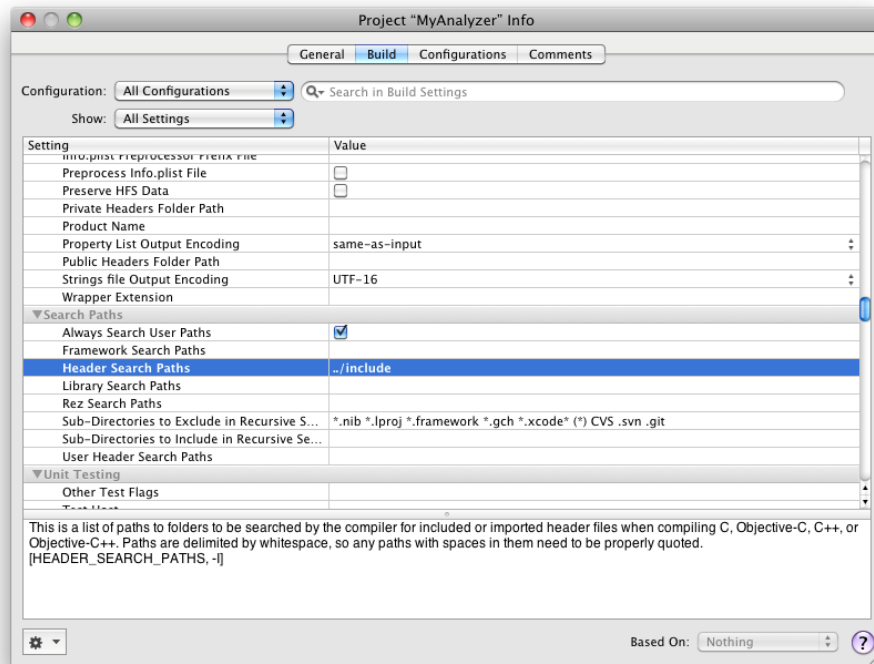 Project “MyAnalyzer” Info
General Build Configurations Comments
Configuration: All Configurations Search in Build Settings
Show: All Settings
Setting Value
Info.plist Preprocessor Prefix File
Preprocess Info.plist File
Preserve HFS Data
Private Headers Folder Path
Product Name
Property List Output Encoding same-as-input
Public Headers Folder Path
Strings file Output Encoding UTF-16
Wrapper Extension
Search Paths
Always Search User Paths
Framework Search Paths
Header Search Paths ../include
Library Search Paths
Rez Search Paths
Sub-Directories to Exclude in Recursive S... *.nib *.lproj *.framework *.gch *.xcode* (*) CVS .svn .git
Sub-Directories to Include in Recursive Se...
User Header Search Paths
Unit Testing
Other Test Flags
Test Host
This is a list of paths to folders to be searched by the compiler for included or imported header files when compiling C, Objective-C, C++, or
Objective-C++. Paths are delimited by whitespace, so any paths with spaces in them need to be properly quoted.
[HEADER_SEARCH_PATHS, -I]
Based On: Nothing ?